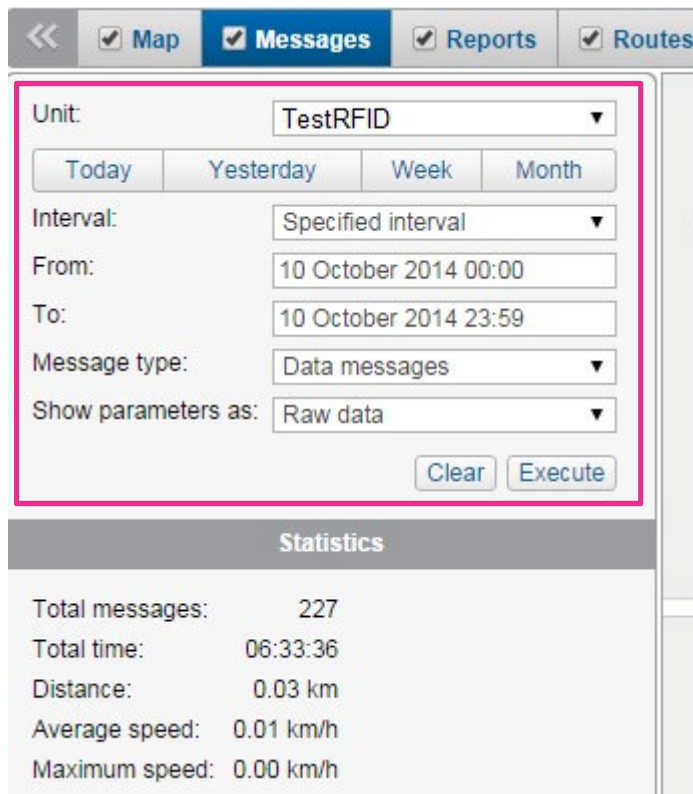 Map Messages Reports Routes
Unit: TestRFID
Today Yesterday Week Month
Interval: Specified interval
From: 10 October 2014 00:00
To: 10 October 2014 23:59
Message type: Data messages
Show parameters as: Raw data
Clear Execute
Statistics
Total messages: 227
Total time: 06:33:36
Distance: 0.03 km
Average speed: 0.01 km/h
Maximum speed: 0.00 km/h